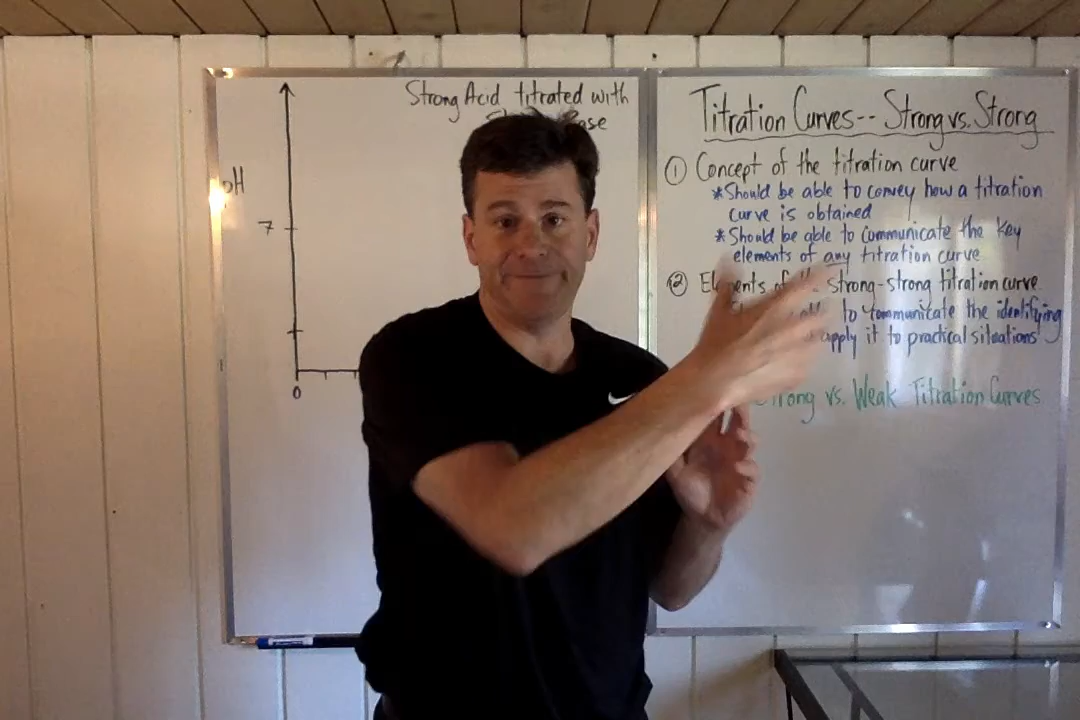 Strong Acid titrated with
ase
pH
7
0
Titration Curves-- Strong vs. Strong
① Concept of the titration curve
*Should be able to convey how a titration
curve is obtained
*Should be able to communicate the key
elements of any titration curve
② Elements of strong-strong titration curve
to communicate the identifying
apply it to practical situations
Strong vs. Weak Titration Curves